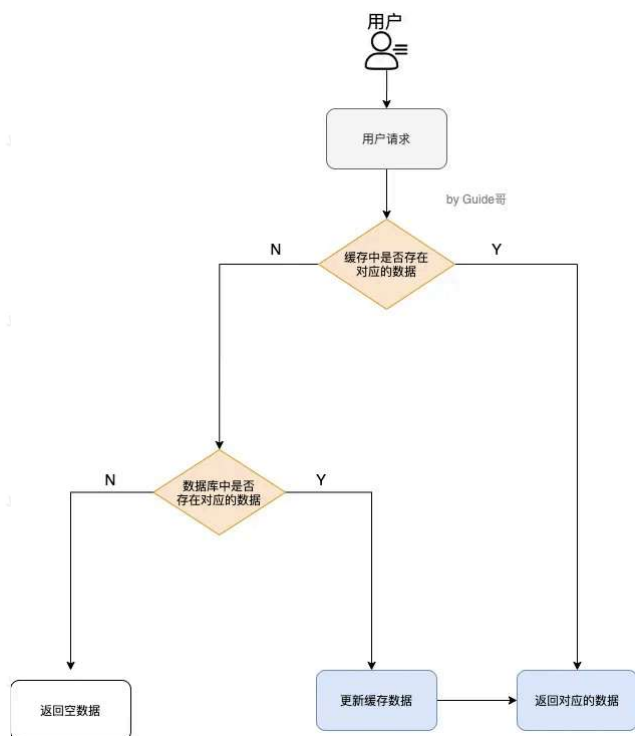 用户
用户请求
by Guide哥
N
缓存中是否存在
对应的数据
Y
N
数据库中是否
存在对应的数据
Y
返回空数据
更新缓存数据
返回对应的数据